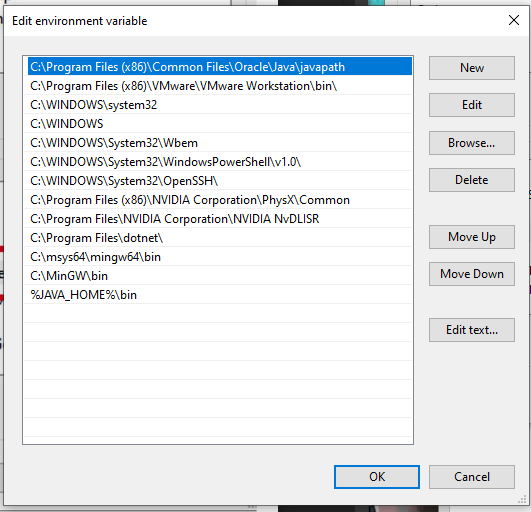 Edit environment variable
C:\Program Files (x86)\Common Files\Oracle\Java\javapath
C:\Program Files (x86)\VMware\VMware Workstation\bin\
C:\WINDOWS\system32
C:\WINDOWS
C:\WINDOWS\System32\Wbem
C:\WINDOWS\System32\WindowsPowerShell\v1.0\
C:\WINDOWS\System32\OpenSSH\
C:\Program Files (x86)\NVIDIA Corporation\PhysX\Common
C:\Program Files\NVIDIA Corporation\NVIDIA NvDLISR
C:\Program Files\dotnet\
C:\msys64\mingw64\bin
C:\MinGW\bin
%JAVA_HOME%\bin
New
Edit
Browse...
Delete
Move Up
Move Down
Edit text...
OK
Cancel